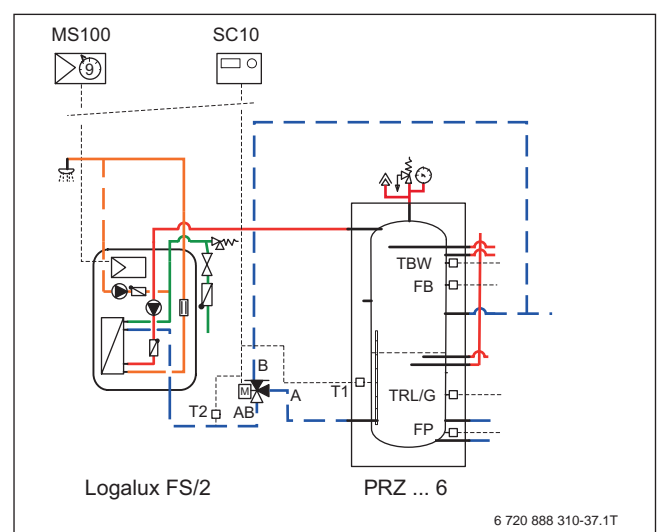 MS100 SC10
9
TBW
FB
B
M
A
T1
TRL/G
T2
AB
FP
Logalux FS/2 PRZ ... 6
6 720 888 310-37.1T